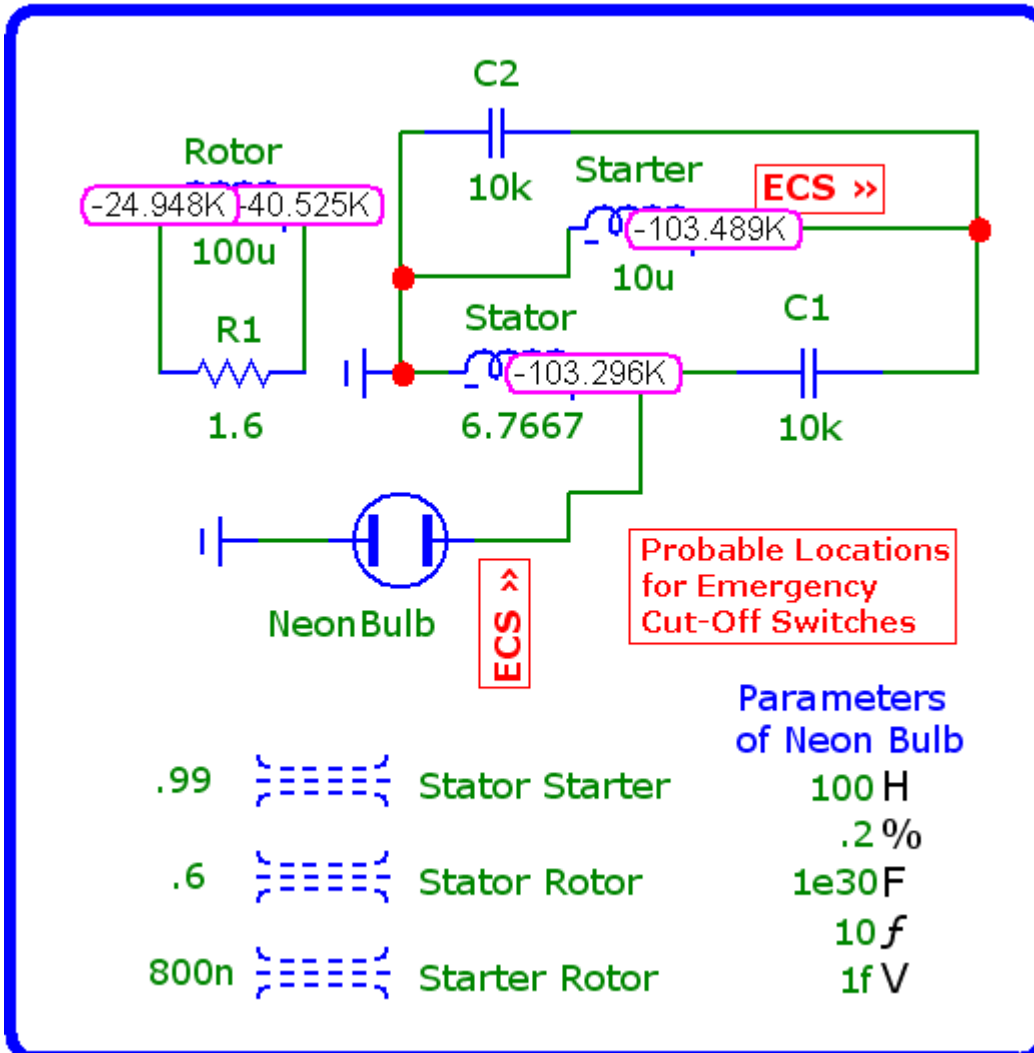 C2
10k
Rotor
-24.948K
-40.525K
100u
Starter
ECS »
-103.489K
10u
R1
1.6
Stator
-103.296K
6.7667
C1
10k
NeonBulb
ECS »
Probable Locations
for Emergency
Cut-Off Switches
Parameters
of Neon Bulb
.99 Stator Starter
100 H
.2 %
.6 Stator Rotor
1e30 F
10 ƒ
800n Starter Rotor
1f V